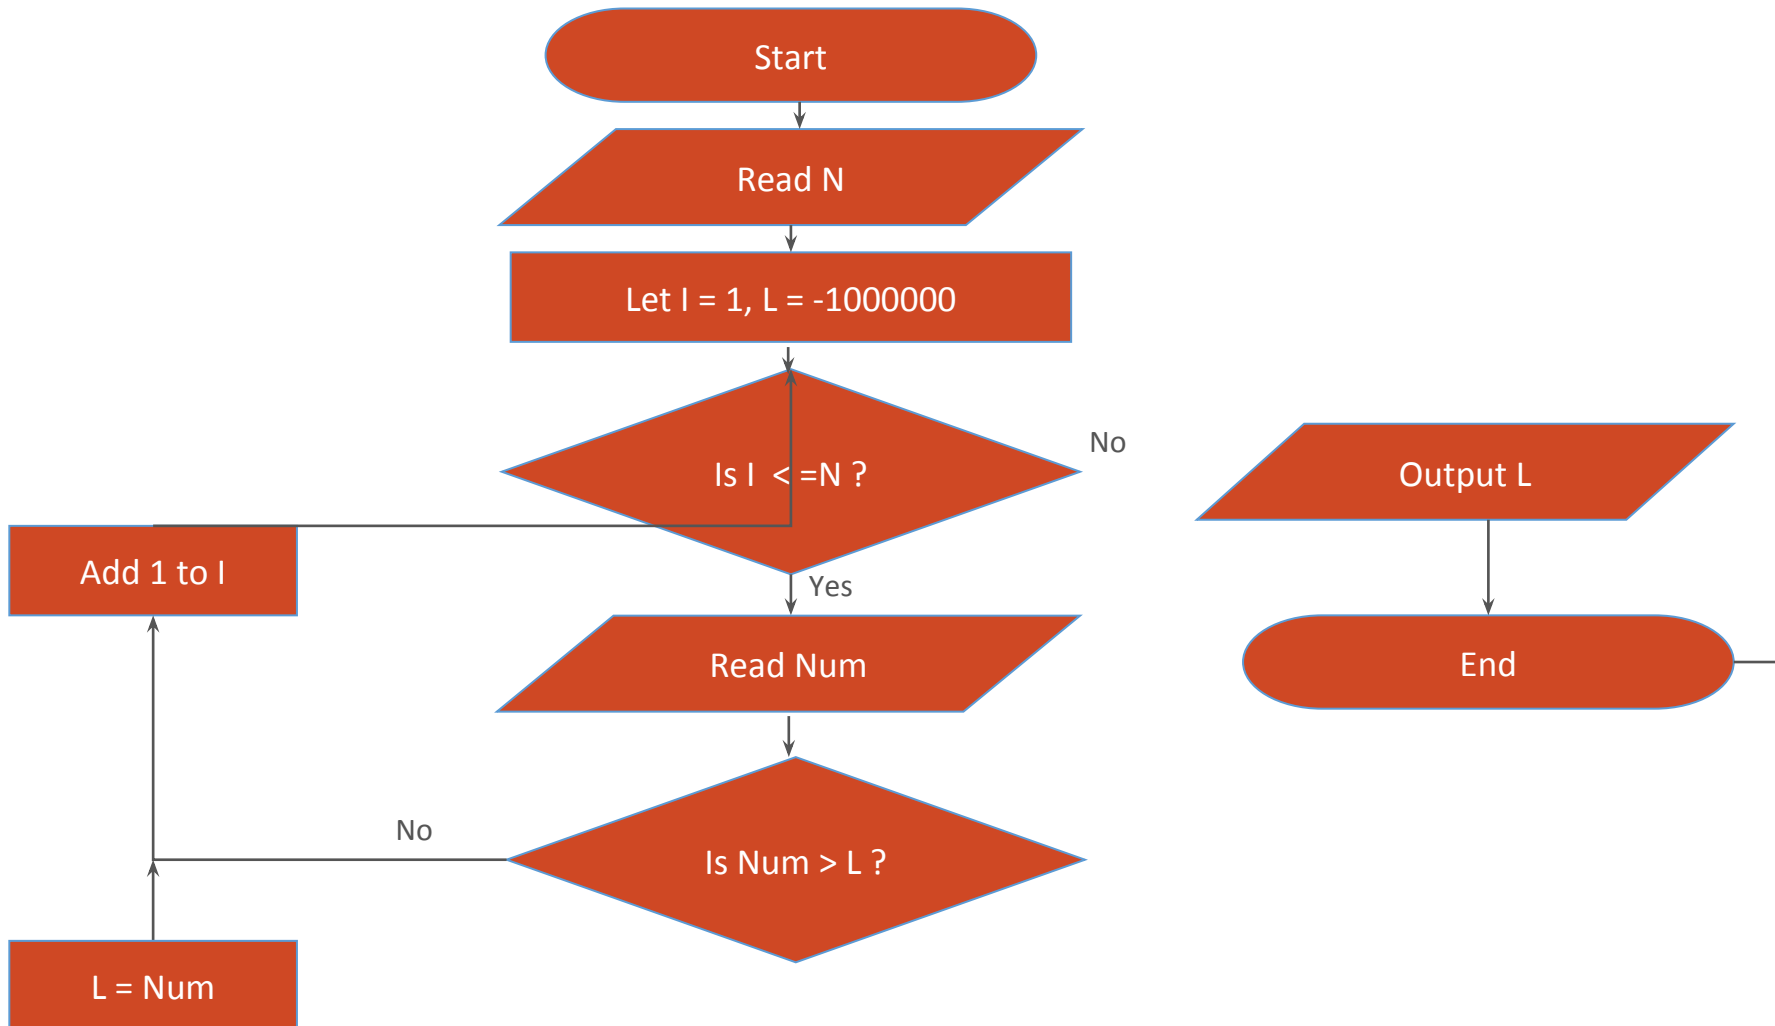 Start
Read N
Let I = 1, L = -1000000
Is I  < =N ?
No
Output L
Add 1 to I
Yes
Read Num
End
No
Is Num > L ?
L = Num